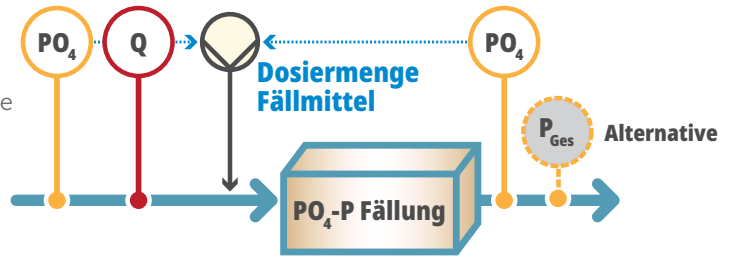 PO4
Q
PO4
Dosiermenge
Fällmittel
e
PGes
Alternative
PO4-P Fällung